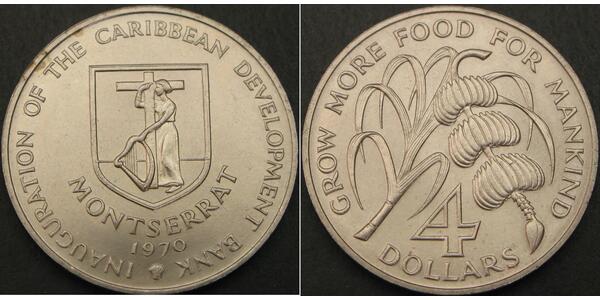 INAUGURATION OF THE CARIBBEAN DEVELOPMENT BANK
MONTSERRAT
1970
GROW MORE FOOD FOR MANKIND
4
DOLLARS